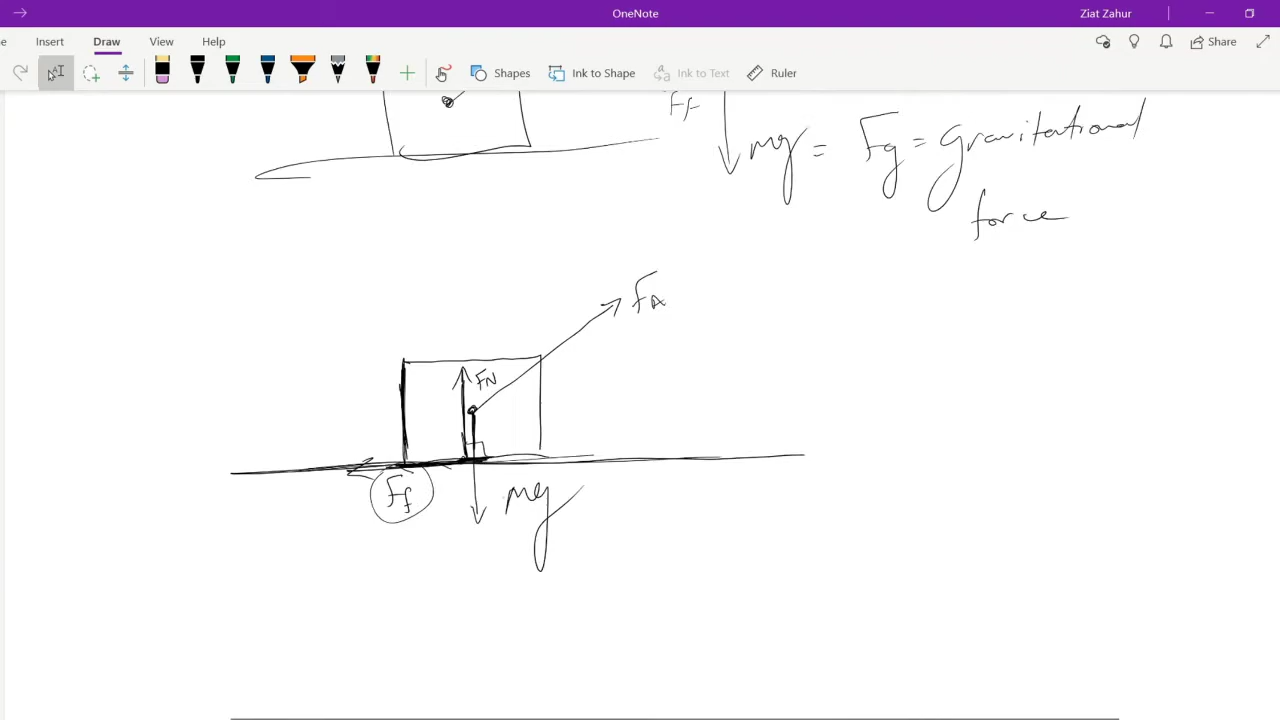 OneNote
Ziat Zahur
Insert Draw View Help
Share
Shapes
Ink to Shape
Ink to Text
Ruler
Ff
mg = Fg = gravitational
force
FA
FN
Ff
mg